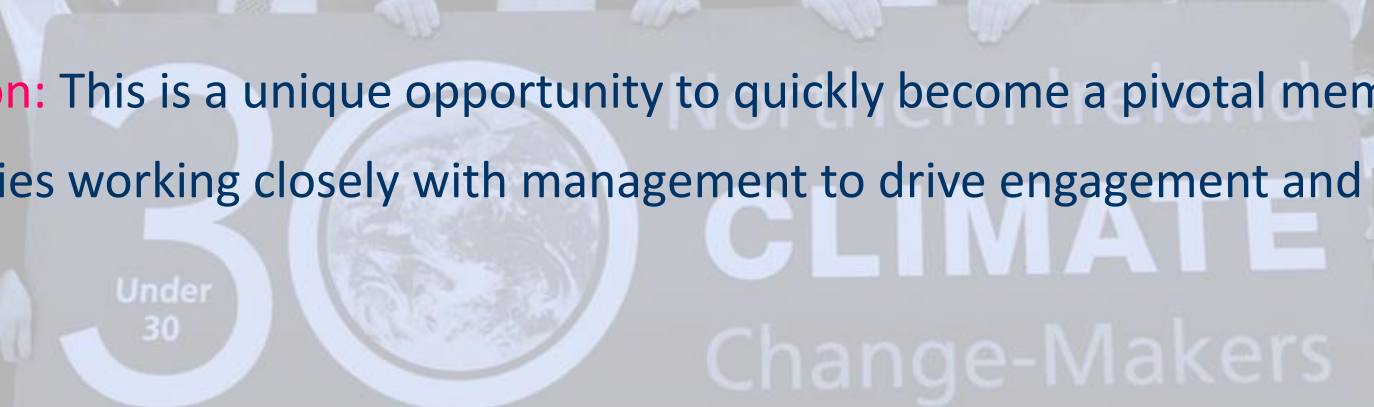 on: This is a unique opportunity to quickly become a pivotal mem
ies working closely with management to drive engagement and
30
Under
30
Northern Ireland
CLIMATE
Change-Makers